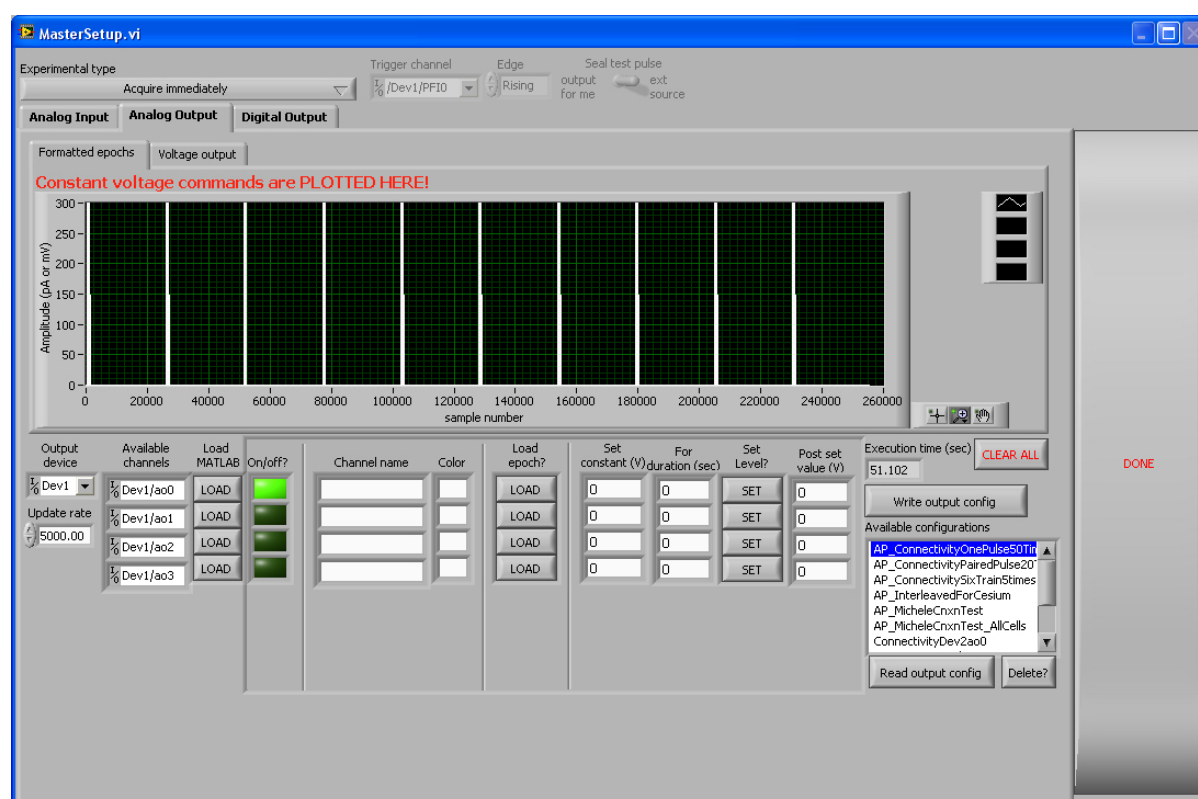 MasterSetup.vi
Experimental type
Acquire immediately
Trigger channel
/Dev1/PFI0
Edge
Rising
Seal test pulse
output for me
ext source
Analog Input
Analog Output
Digital Output
Formatted epochs
Voltage output
Constant voltage commands are PLOTTED HERE!
Amplitude (pA or mV)
300
250
200
150
100
50
0
0 20000 40000 60000 80000 100000 120000 140000 160000 180000 200000 220000 240000 260000
sample number
Output device
Dev1
Update rate
5000.00
Available channels
Dev1/ao0
Dev1/ao1
Dev1/ao2
Dev1/ao3
Load MATLAB
LOAD
LOAD
LOAD
LOAD
On/off?
Channel name
Color
Load epoch?
LOAD
LOAD
LOAD
LOAD
Set constant (V)
0
0
0
0
For duration (sec)
0
0
0
0
Set Level?
SET
SET
SET
SET
Post set value (V)
0
0
0
0
Execution time (sec)
51.102
CLEAR ALL
Write output config
Available configurations
AP_ConnectivityOnePulse50Tim
AP_ConnectivityPairedPulse20
AP_ConnectivitySixTrain5times
AP_InterleavedForCesium
AP_MicheleCnxnTest
AP_MicheleCnxnTest_AllCells
ConnectivityDev2ao0
Read output config
Delete?
DONE